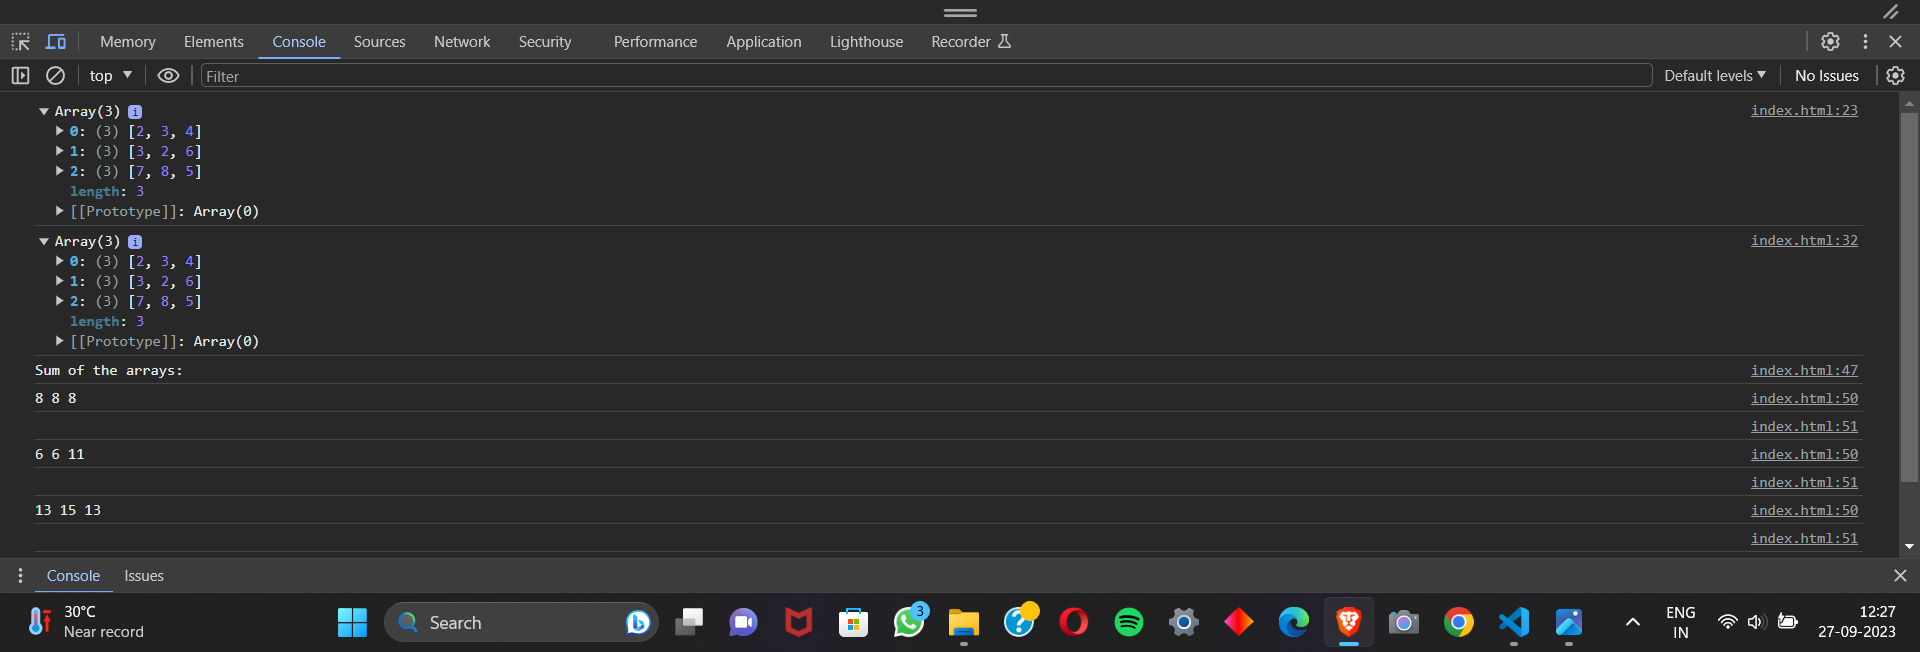 Memory Elements Console Sources Network Security Performance Application Lighthouse Recorder
top Filter Default levels No Issues
Array(3) i index.html:23
0: (3) [2, 3, 4]
1: (3) [3, 2, 6]
2: (3) [7, 8, 5]
length: 3
[[Prototype]]: Array(0)
Array(3) i index.html:32
0: (3) [2, 3, 4]
1: (3) [3, 2, 6]
2: (3) [7, 8, 5]
length: 3
[[Prototype]]: Array(0)
Sum of the arrays: index.html:47
8 8 8 index.html:50
index.html:51
6 6 11 index.html:50
index.html:51
13 15 13 index.html:50
index.html:51
Console Issues
30°C
Near record
Search
3
ENG
IN
12:27
27-09-2023